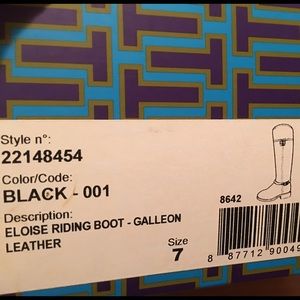 Style n°:
22148454
Color/Code:
BLACK - 001
8642
Description:
ELOISE RIDING BOOT - GALLEON
LEATHER
Size
7
8 87712 90049